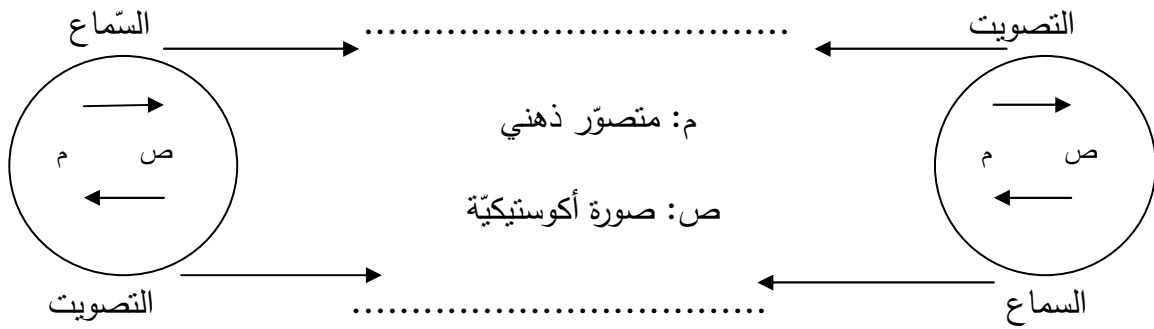 التصويت ................................... السّماع
م: متصوّر ذهني
ص م ص م
ص: صورة أكوستيكيّة
السماع ................................... التصويت